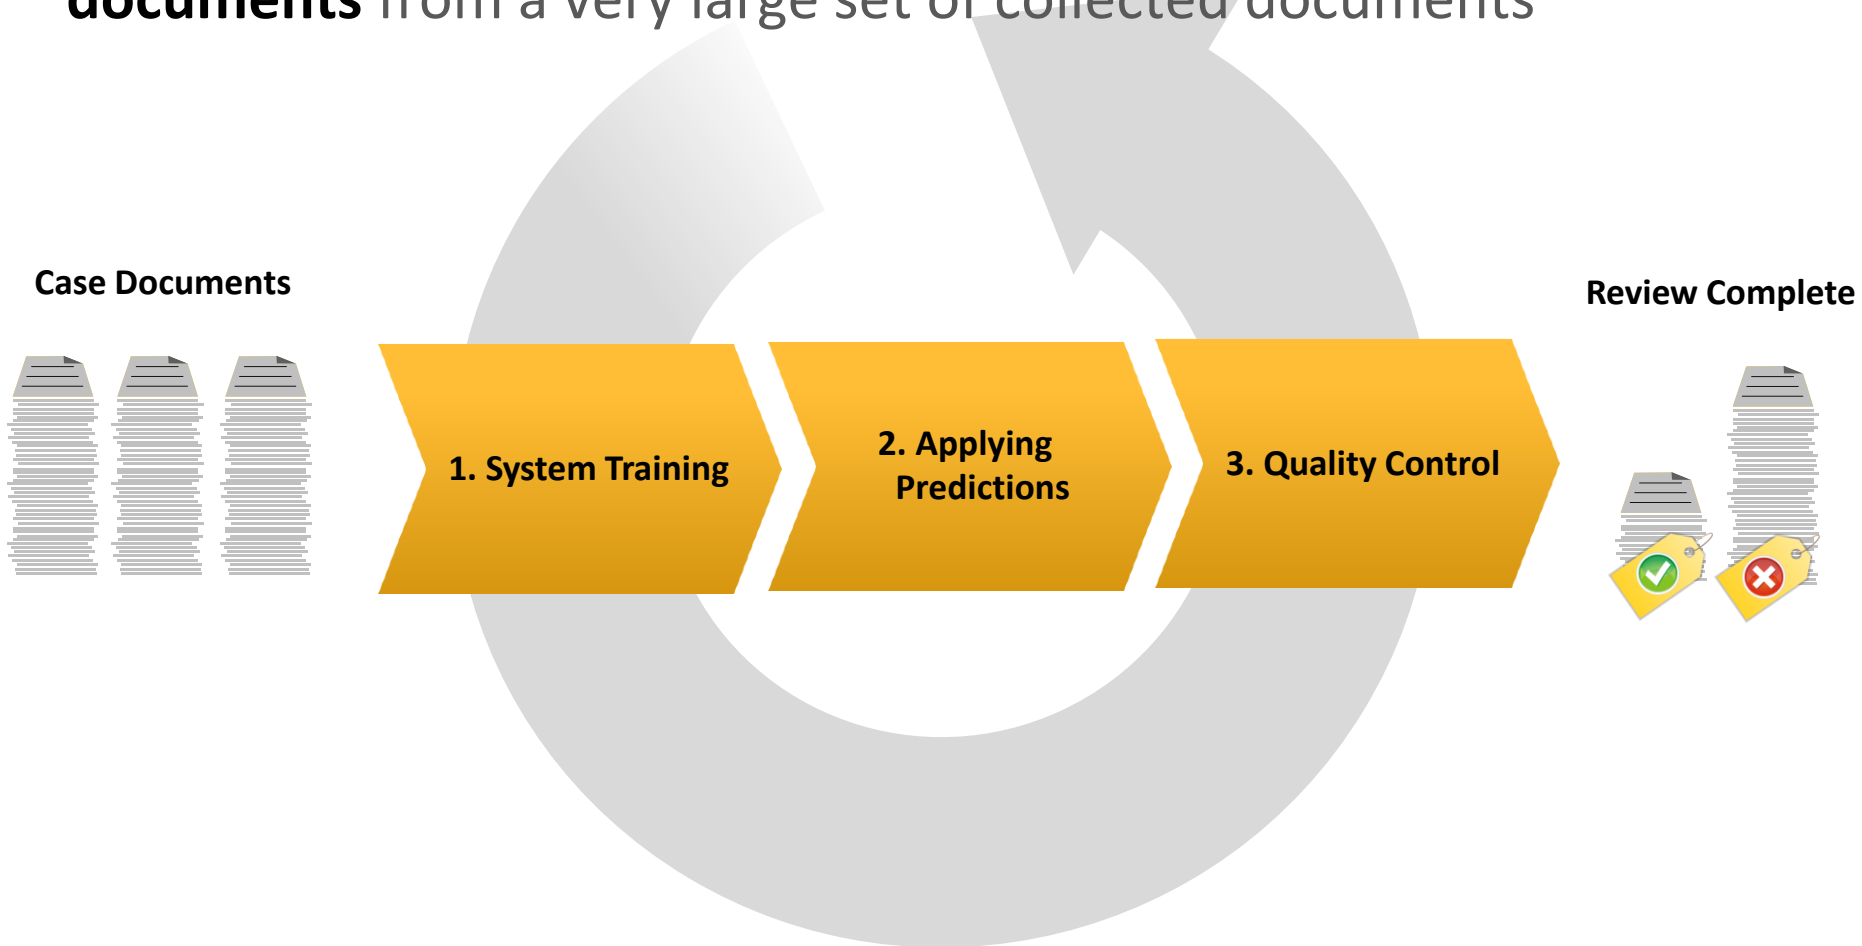 documents from a very large set of collected documents
Case Documents
Review Complete
1. System Training
2. Applying
Predictions
3. Quality Control